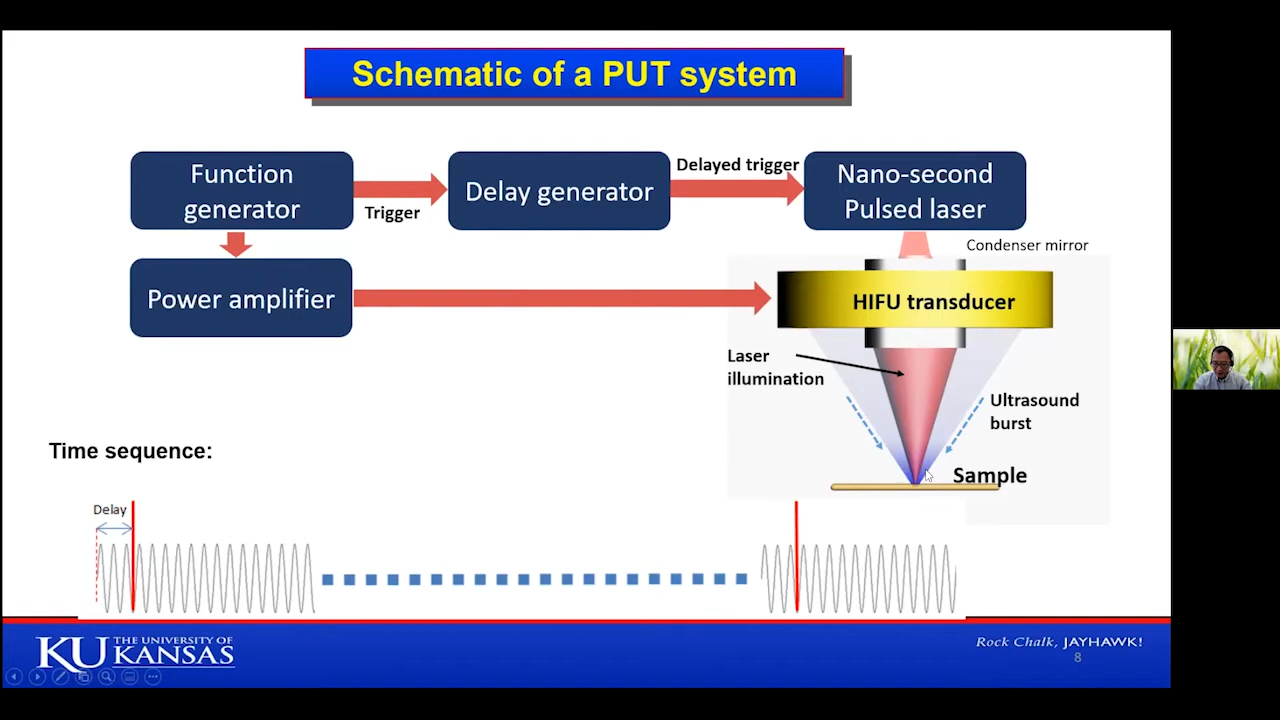 Schematic of a PUT system
Function
generator
Trigger
Delay generator
Delayed trigger
Nano-second
Pulsed laser
Condenser mirror
Power amplifier
HIFU transducer
Laser
illumination
Ultrasound
burst
Sample
Time sequence:
Delay
KU THE UNIVERSITY OF
KANSAS
Rock Chalk, JAYHAWK!
8